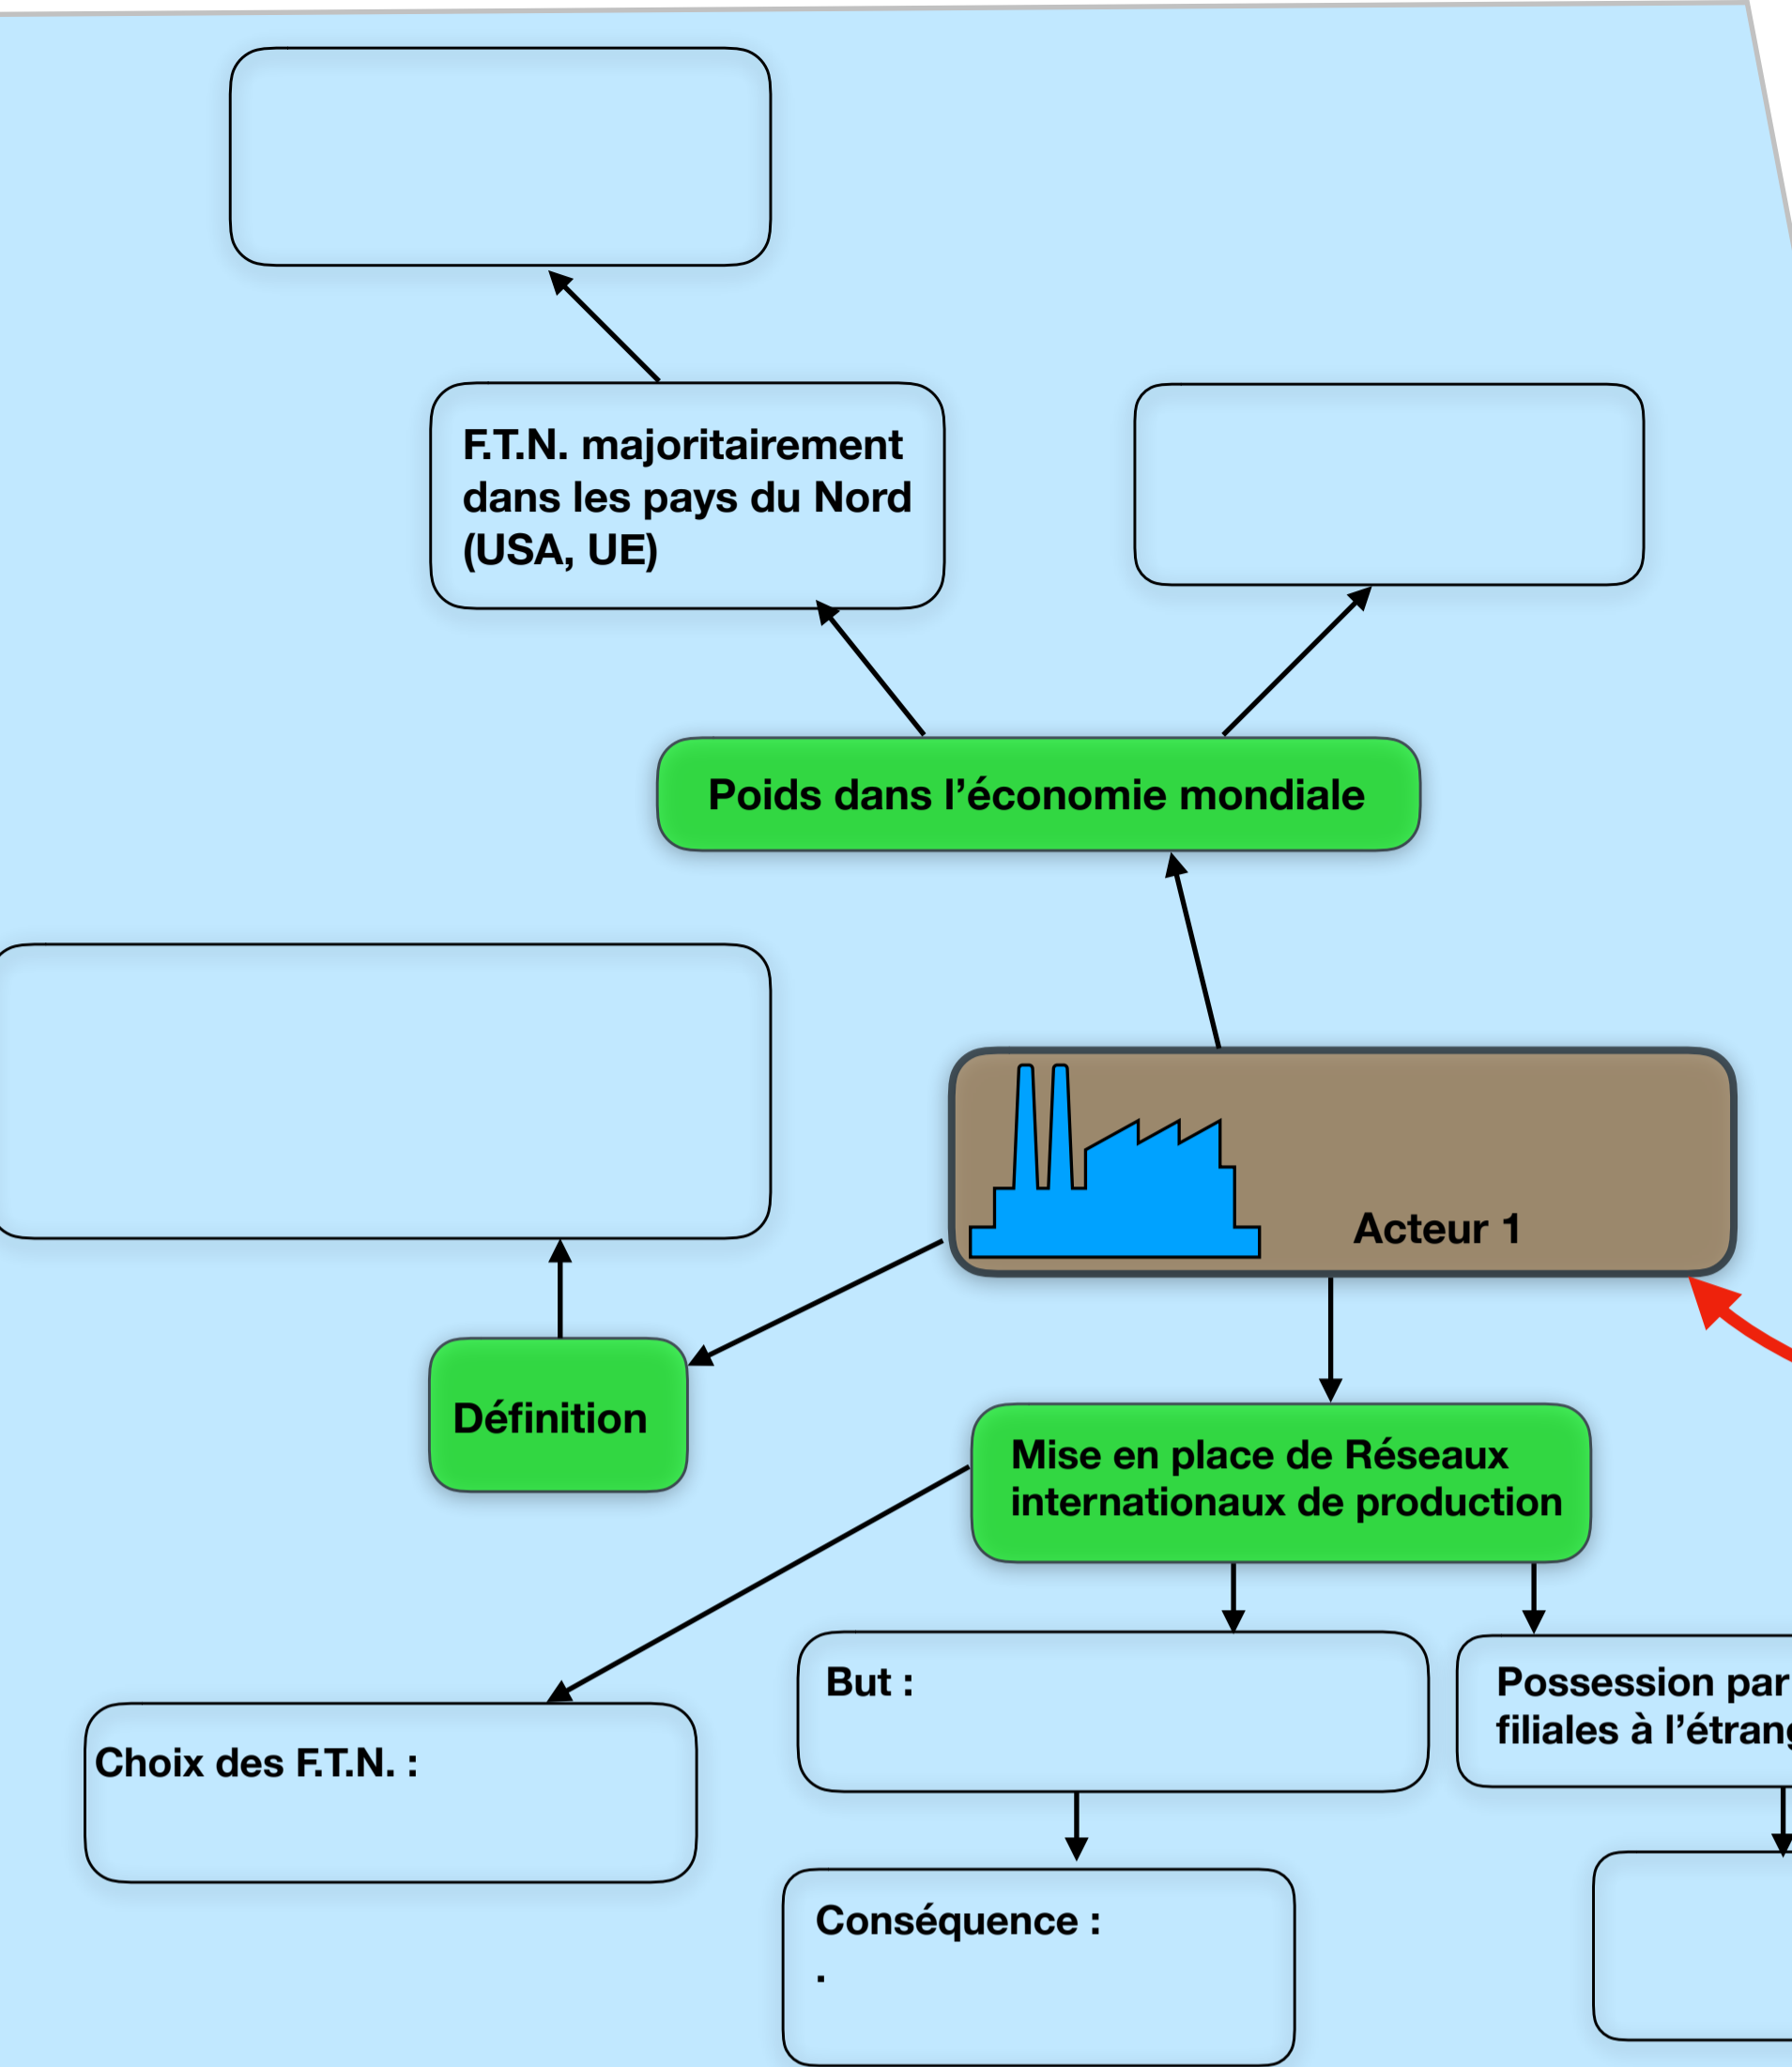 F.T.N. majoritairement
dans les pays du Nord
(USA, UE)
Poids dans l’économie mondiale
Acteur 1
Définition
Mise en place de Réseaux
internationaux de production
But :
Possession par
filiales à l’étrang
Choix des F.T.N. :
Conséquence :
.